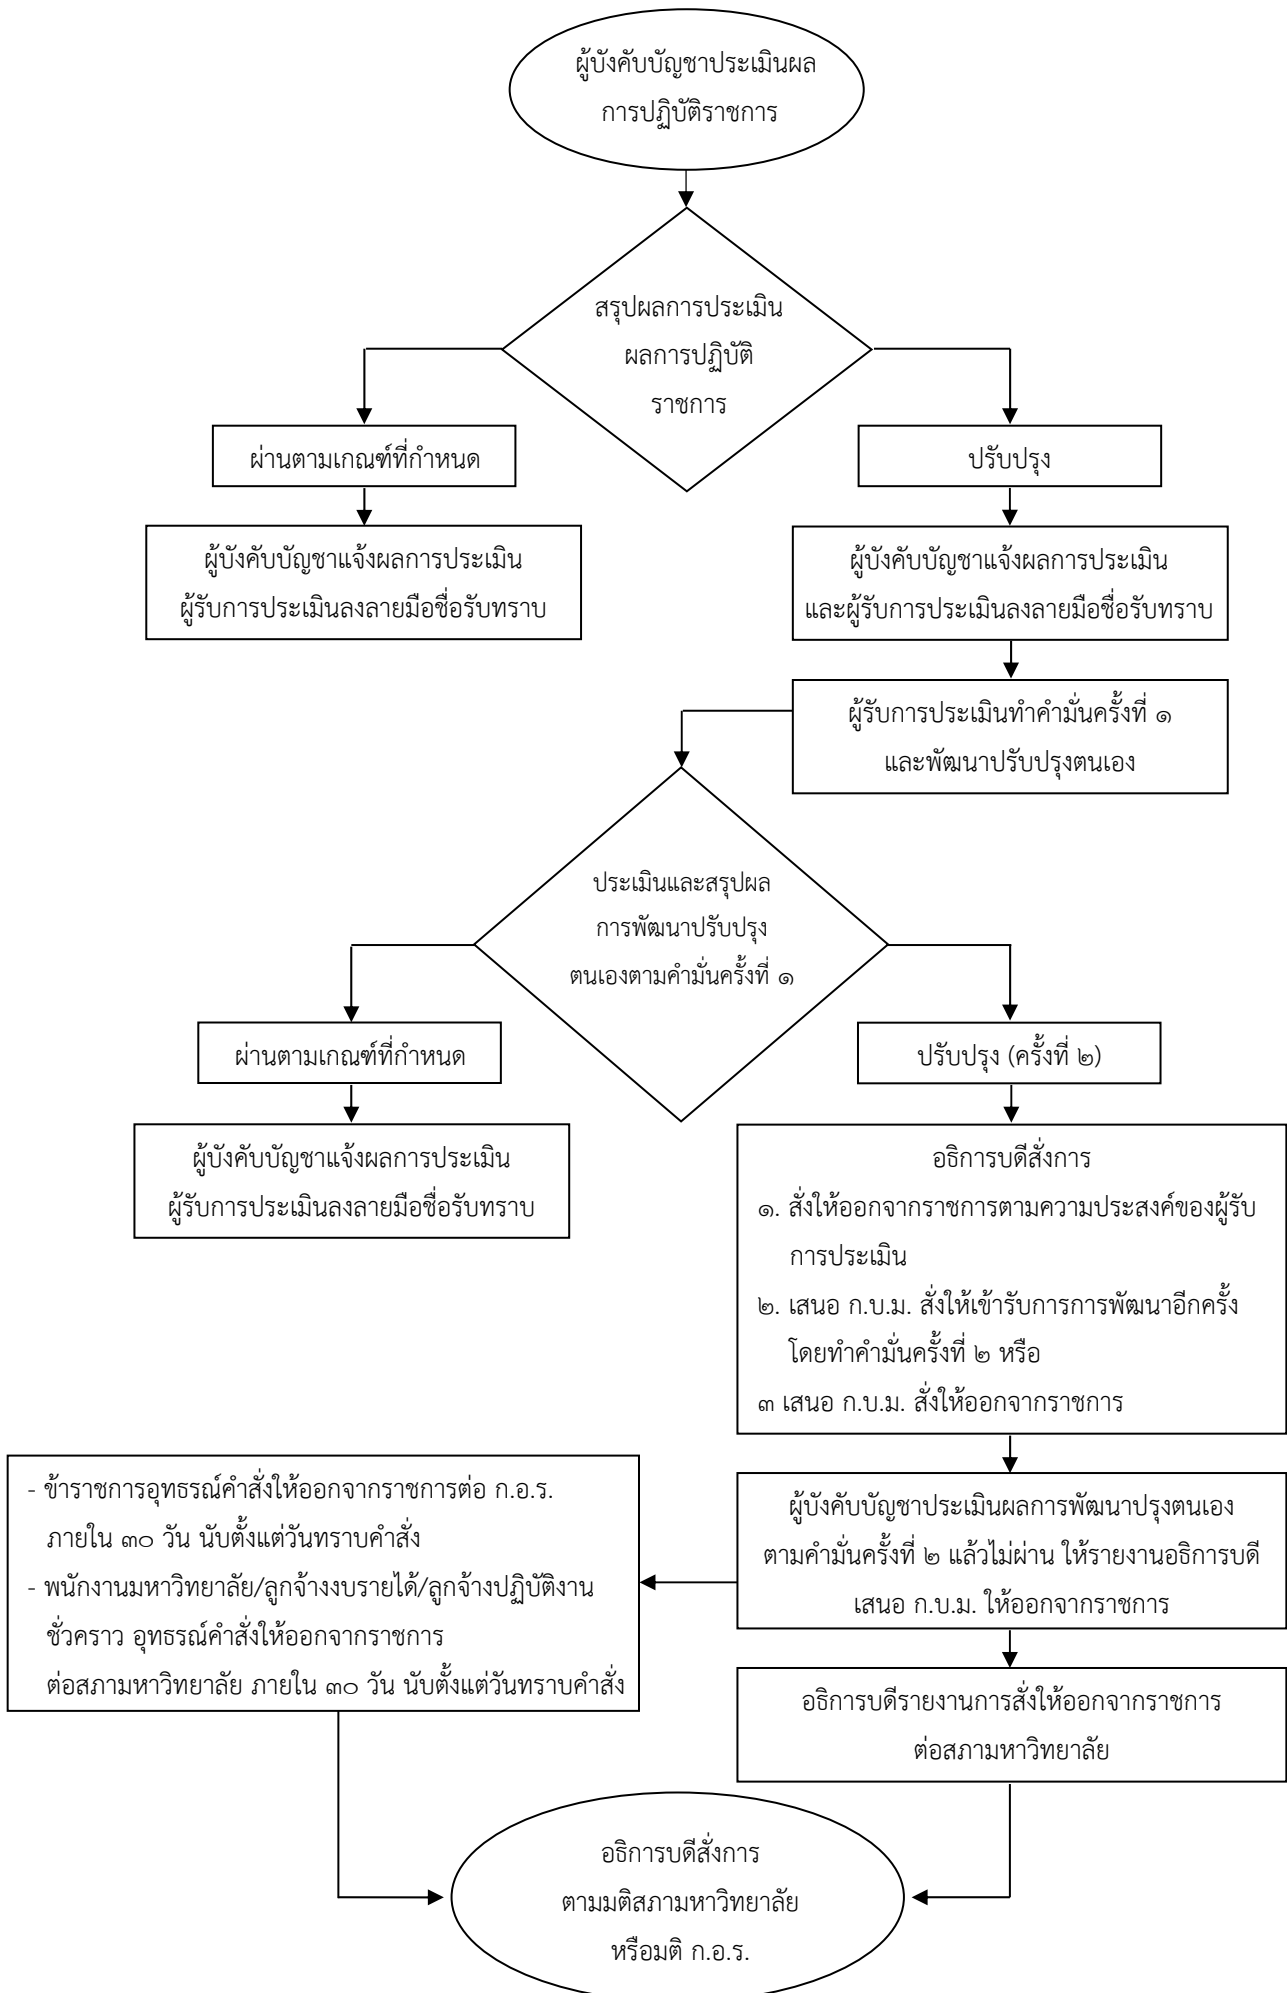 ผู้บังคับบัญชาประเมินผล
การปฏิบัติราชการ
สรุปผลการประเมิน
ผลการปฏิบัติ
ราชการ
ผ่านตามเกณฑ์ที่กำหนด
ปรับปรุง
ผู้บังคับบัญชาแจ้งผลการประเมิน
ผู้รับการประเมินลงลายมือชื่อรับทราบ
ผู้บังคับบัญชาแจ้งผลการประเมิน
และผู้รับการประเมินลงลายมือชื่อรับทราบ
ผู้รับการประเมินทำคำมั่นครั้งที่ ๑
และพัฒนาปรับปรุงตนเอง
ประเมินและสรุปผล
การพัฒนาปรับปรุง
ตนเองตามคำมั่นครั้งที่ ๑
ผ่านตามเกณฑ์ที่กำหนด
ปรับปรุง (ครั้งที่ ๒)
ผู้บังคับบัญชาแจ้งผลการประเมิน
ผู้รับการประเมินลงลายมือชื่อรับทราบ
อธิการบดีสั่งการ
๑. สั่งให้ออกจากราชการตามความประสงค์ของผู้รับ
การประเมิน
๒. เสนอ ก.บ.ม. สั่งให้เข้ารับการการพัฒนาอีกครั้ง
โดยทำคำมั่นครั้งที่ ๒ หรือ
๓ เสนอ ก.บ.ม. สั่งให้ออกจากราชการ
- ข้าราชการอุทธรณ์คำสั่งให้ออกจากราชการต่อ ก.อ.ร.
ภายใน ๓๐ วัน นับตั้งแต่วันทราบคำสั่ง
- พนักงานมหาวิทยาลัย/ลูกจ้างงบรายได้/ลูกจ้างปฏิบัติงาน
ชั่วคราว อุทธรณ์คำสั่งให้ออกจากราชการ
ต่อสภามหาวิทยาลัย ภายใน ๓๐ วัน นับตั้งแต่วันทราบคำสั่ง
ผู้บังคับบัญชาประเมินผลการพัฒนาปรุงตนเอง
ตามคำมั่นครั้งที่ ๒ แล้วไม่ผ่าน ให้รายงานอธิการบดี
เสนอ ก.บ.ม. ให้ออกจากราชการ
อธิการบดีรายงานการสั่งให้ออกจากราชการ
ต่อสภามหาวิทยาลัย
อธิการบดีสั่งการ
ตามมติสภามหาวิทยาลัย
หรือมติ ก.อ.ร.